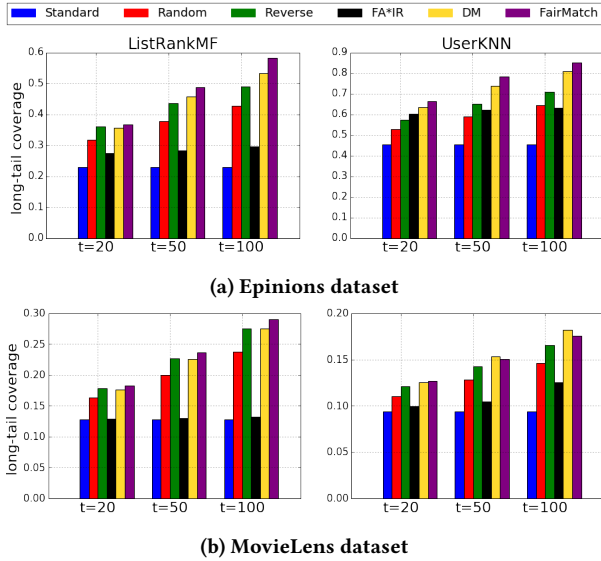 Standard Random Reverse FA*IR DM FairMatch
ListRankMF UserKNN
long-tail coverage
0.6
0.5
0.4
0.3
0.2
0.1
0.0
t=20 t=50 t=100
0.9
0.8
0.7
0.6
0.5
0.4
0.3
0.2
0.1
0.0
t=20 t=50 t=100
(a) Epinions dataset
long-tail coverage
0.30
0.25
0.20
0.15
0.10
0.05
0.00
t=20 t=50 t=100
0.20
0.15
0.10
0.05
0.00
t=20 t=50 t=100
(b) MovieLens dataset